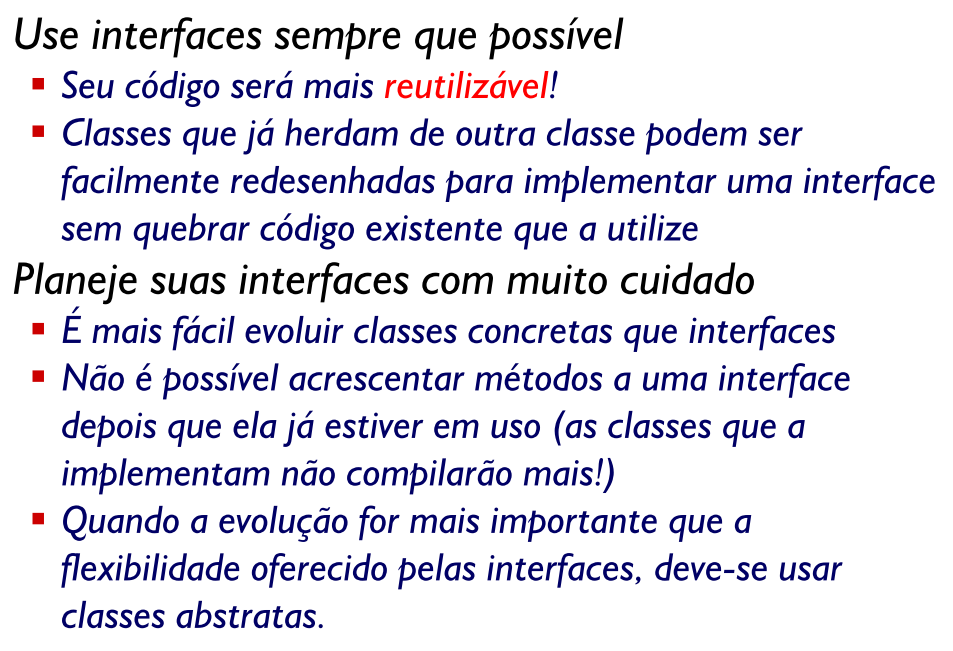 Use interfaces sempre que possível
▪ Seu código será mais reutilizável!
▪ Classes que já herdam de outra classe podem ser
facilmente redesenhadas para implementar uma interface
sem quebrar código existente que a utilize
Planeje suas interfaces com muito cuidado
▪ É mais fácil evoluir classes concretas que interfaces
▪ Não é possível acrescentar métodos a uma interface
depois que ela já estiver em uso (as classes que a
implementam não compilarão mais!)
▪ Quando a evolução for mais importante que a
flexibilidade oferecido pelas interfaces, deve-se usar
classes abstratas.